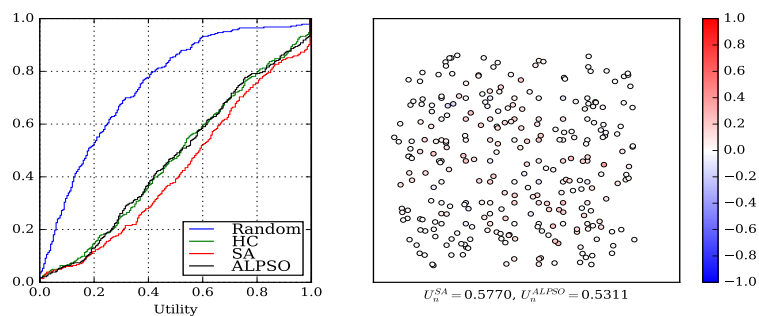 1.0
0.8
0.6
0.4
0.2
0.0
0.0 0.2 0.4 0.6 0.8 1.0
Utility
Random
HC
SA
ALPSO
U_n^{SA} = 0.5770, U_n^{ALPSO} = 0.5311
1.0
0.8
0.6
0.4
0.2
0.0
−0.2
−0.4
−0.6
−0.8
−1.0